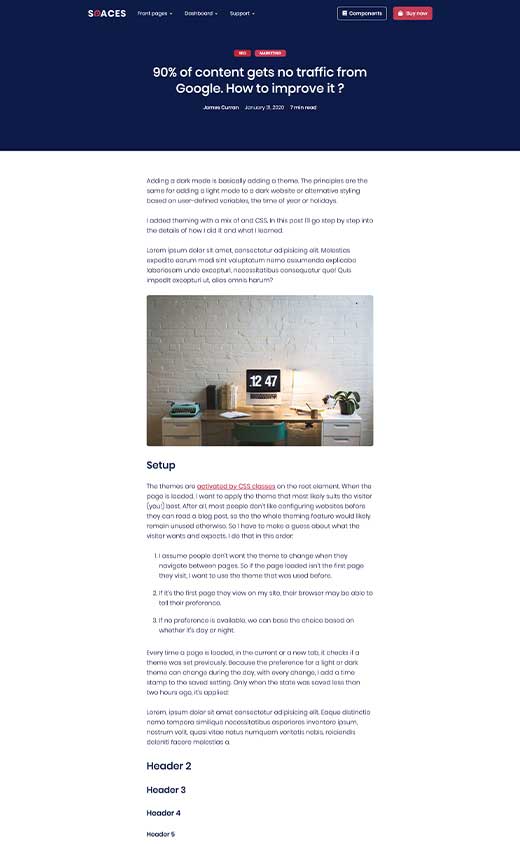 SPACES Front pages Dashboard Support Components Buy now
SEO MARKETING
90% of content gets no traffic from
Google. How to improve it ?
James Curran January 31, 2020 7 min read
Adding a dark mode is basically adding a theme. The principles are the
same for adding a light mode to a dark website or alternative styling
based on user-defined variables, the time of year or holidays.
I added theming with a mix of and CSS. In this post I'll go step by step into
the details of how I did it and what I learned.
Lorem ipsum dolor sit amet, consectetur adipisicing elit. Molestias
expedita earum modi sint voluptatum nemo assumenda explicabo
laboriosam unde excepturi, necessitatibus consequatur quo! Quis
impedit excepturi ut, alias omnis harum?
12 47
Setup
The themes are activated by CSS classes on the root element. When the
page is loaded, I want to apply the theme that most likely suits the visitor
(you!) best. After all, most people don't like configuring websites before
they can read a blog post, so the the whole theming feature would likely
remain unused otherwise. So I have to make a guess about what the
visitor wants and expects. I do that in this order:
1. I assume people don't want the theme to change when they
navigate between pages. So if the page loaded isn't the first page
they visit, I want to use the theme that was used before.
2. If it's the first page they view on my site, their browser may be able to
tell their preference.
3. If no preference is available, we can base the choice based on
whether it's day or night.
Every time a page is loaded, in the current or a new tab, it checks if a
theme was set previously. Because the preference for a light or dark
theme can change during the day, with every change, I add a time
stamp to the saved setting. Only when the state was saved less than
two hours ago, it's applied:
Lorem, ipsum dolor sit amet consectetur adipisicing elit. Eaque distinctio
nemo tempora similique necessitatibus asperiores inventore ipsum,
nostrum velit, quasi vitae natus numquam veritatis nobis, reiciendis
deleniti facere molestias a.
Header 2
Header 3
Header 4
Header 5